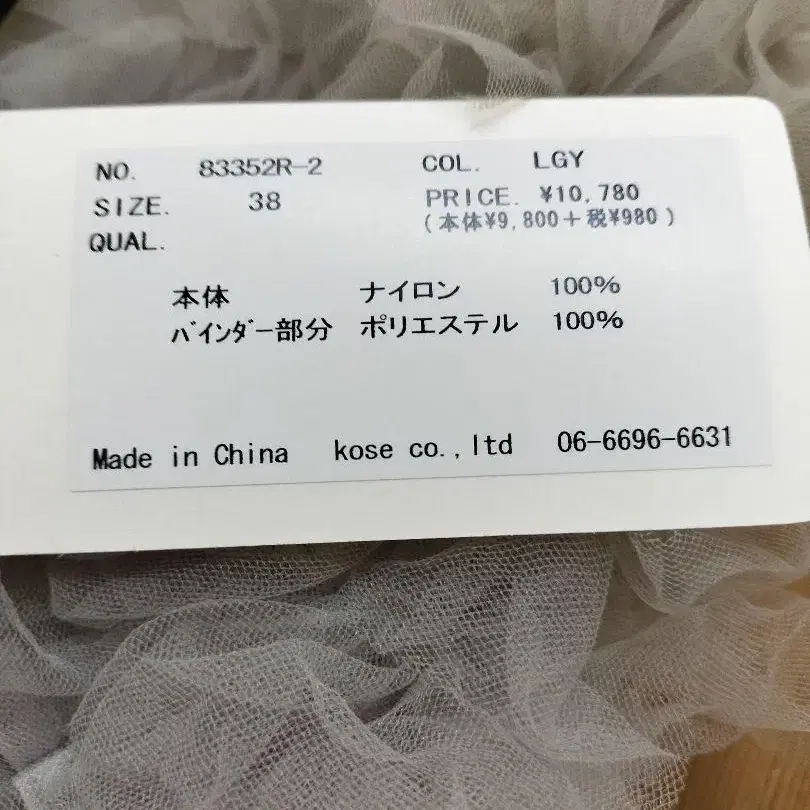 NO. 83352R-2 COL. LGY
SIZE. 38 PRICE. ¥10,780
(本体¥9,800+税¥980)
QUAL.
本体 ナイロン 100%
ﾊﾞｲﾝﾀﾞｰ部分 ポリエステル 100%
Made in China kose co.,ltd 06-6696-6631